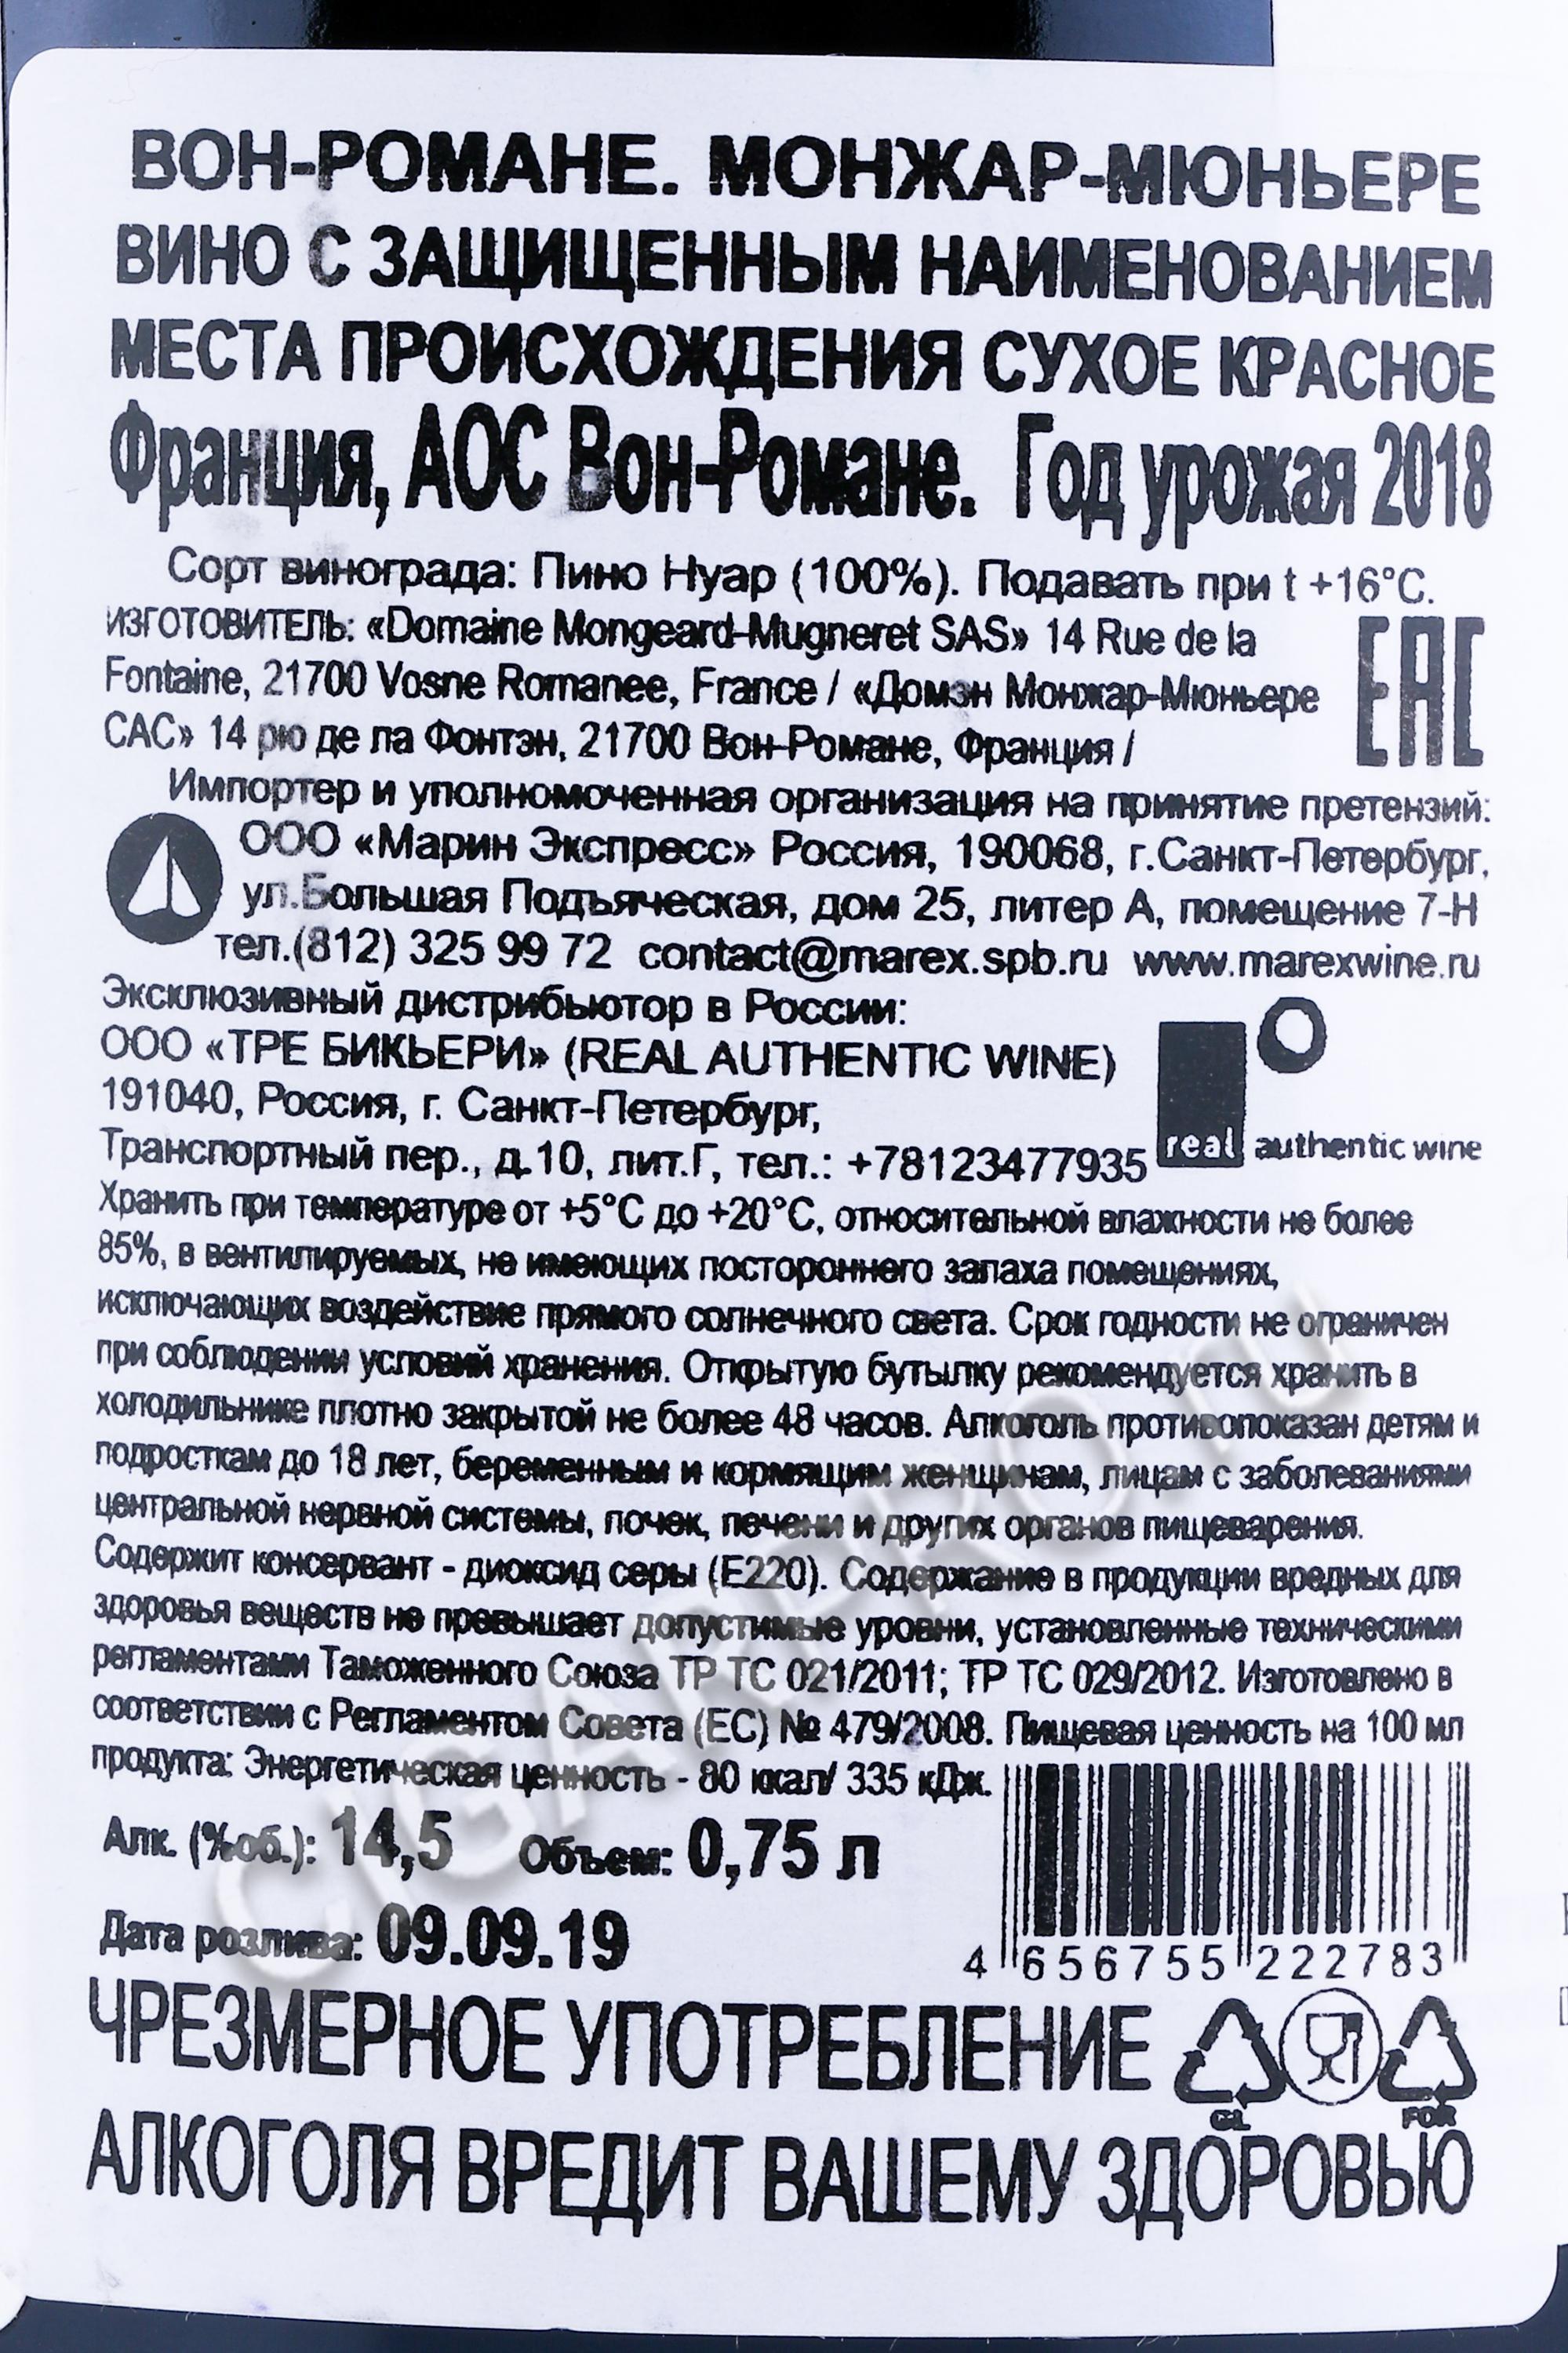 ВОН-РОМАНЕ. МОНЖАР-МЮНЬЕРЕ
ВИНО С ЗАЩИЩЕННЫМ НАИМЕНОВАНИЕМ
МЕСТА ПРОИСХОЖДЕНИЯ СУХОЕ КРАСНОЕ
Франция, АОС Вон-Романе. Год урожая 2018
Сорт винограда: Пино Нуар (100%). Подавать при t +16°С.
ИЗГОТОВИТЕЛЬ: «Domaine Mongeard-Mugneret SAS» 14 Rue de la
Fontaine, 21700 Vosne Romanee, France / «Домэн Монжар-Мюньере
САС» 14 рю де ла Фонтэн, 21700 Вон-Романе, Франция /
EAC
Импортер и уполномоченная организация на принятие претензий:
ООО «Марин Экспресс» Россия, 190068, г.Санкт-Петербург,
ул.Большая Подъяческая, дом 25, литер А, помещение 7-Н
тел.(812) 325 99 72 contact@marex.spb.ru www.marexwine.ru
Эксклюзивный дистрибьютор в России:
ООО «ТРЕ БИКЬЕРИ» (REAL AUTHENTIC WINE)
191040, Россия, г. Санкт-Петербург,
Транспортный пер., д.10, лит.Г, тел.: +78123477935
real authentic wine
Хранить при температуре от +5°С до +20°С, относительной влажности не более
85%, в вентилируемых, не имеющих постороннего запаха помещениях,
исключающих воздействие прямого солнечного света. Срок годности не ограничен
при соблюдении условий хранения. Открытую бутылку рекомендуется хранить в
холодильнике плотно закрытой не более 48 часов. Алкоголь противопоказан детям и
подросткам до 18 лет, беременным и кормящим женщинам, лицам с заболеваниями
центральной нервной системы, почек, печени и других органов пищеварения.
Содержит консервант - диоксид серы (Е220). Содержание в продукции вредных для
здоровья веществ не превышает допустимые уровни, установленные техническими
регламентами Таможенного Союза ТР ТС 021/2011; ТР ТС 029/2012. Изготовлено в
соответствии с Регламентом Совета (ЕС) № 479/2008. Пищевая ценность на 100 мл
продукта: Энергетическая ценность - 80 ккал/ 335 кДж.
Алк. (%об.): 14,5 Объем: 0,75 л
Дата розлива: 09.09.19
4 656755 222783
ЧРЕЗМЕРНОЕ УПОТРЕБЛЕНИЕ
GL FOR
АЛКОГОЛЯ ВРЕДИТ ВАШЕМУ ЗДОРОВЬЮ
CIGARPRO.ru